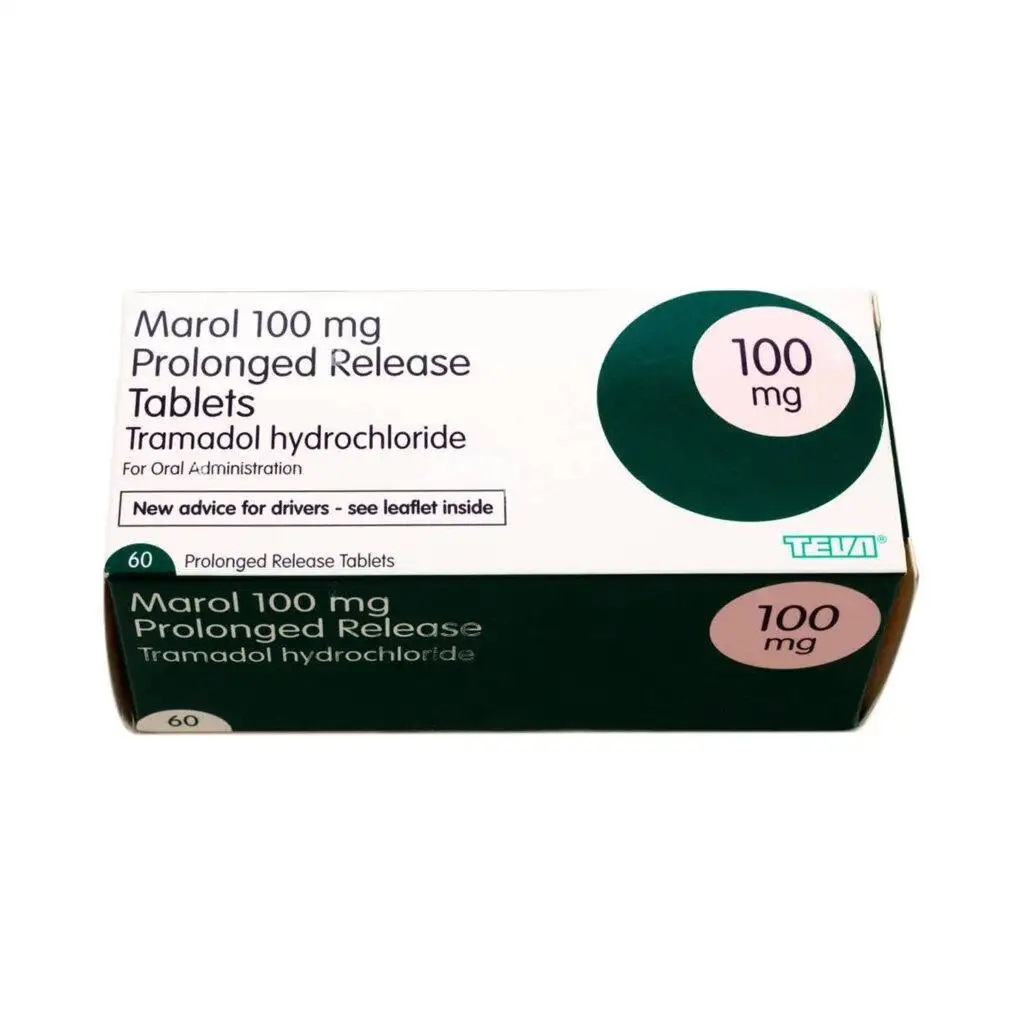 Marol 100 mg
Prolonged Release
Tablets
Tramadol hydrochloride
For Oral Administration
New advice for drivers - see leaflet inside
60 Prolonged Release Tablets
100
mg
TEVA®
Marol 100 mg
Prolonged Release
Tramadol hydrochloride
60
100
mg